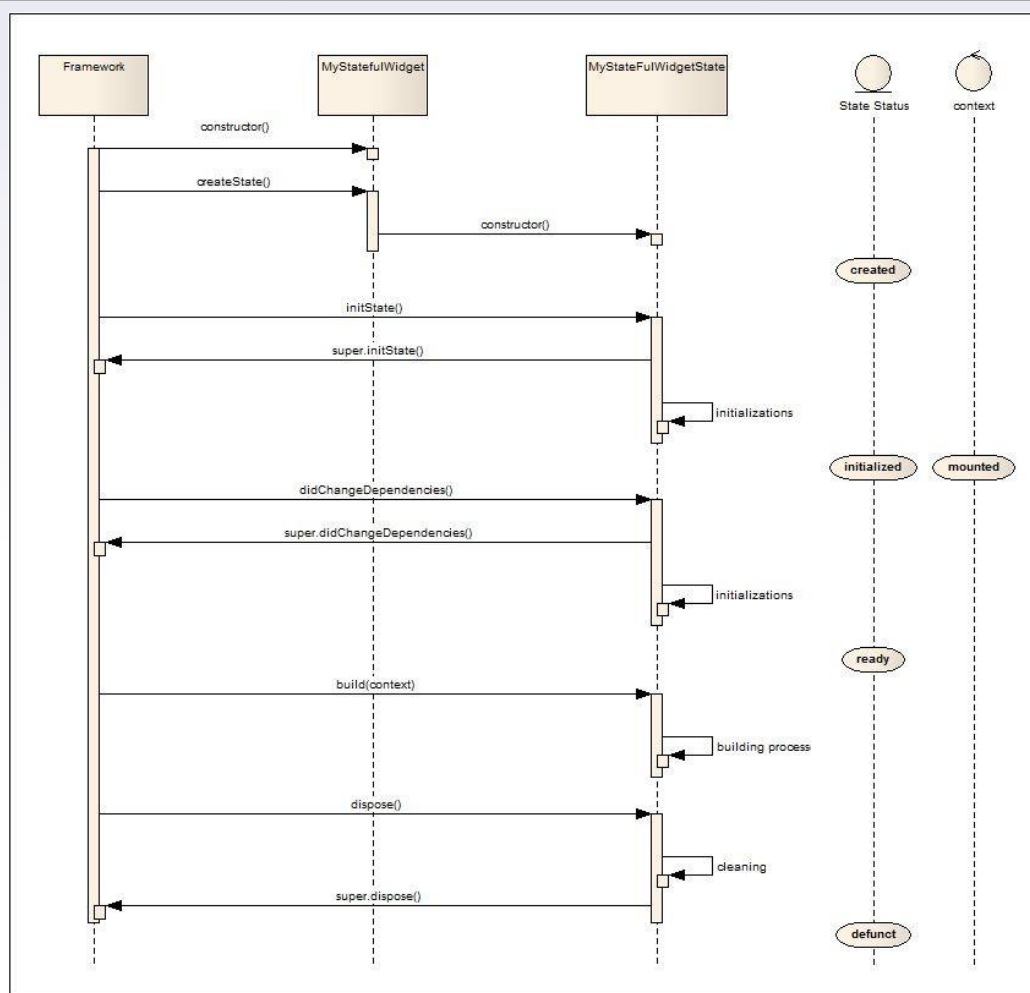 Framework
MyStatefulWidget
MyStateFulWidgetState
State Status
context
constructor()
createState()
constructor()
created
initState()
super.initState()
initializations
initialized
mounted
didChangeDependencies()
super.didChangeDependencies()
initializations
ready
build(context)
building process
dispose()
cleaning
super.dispose()
defunct